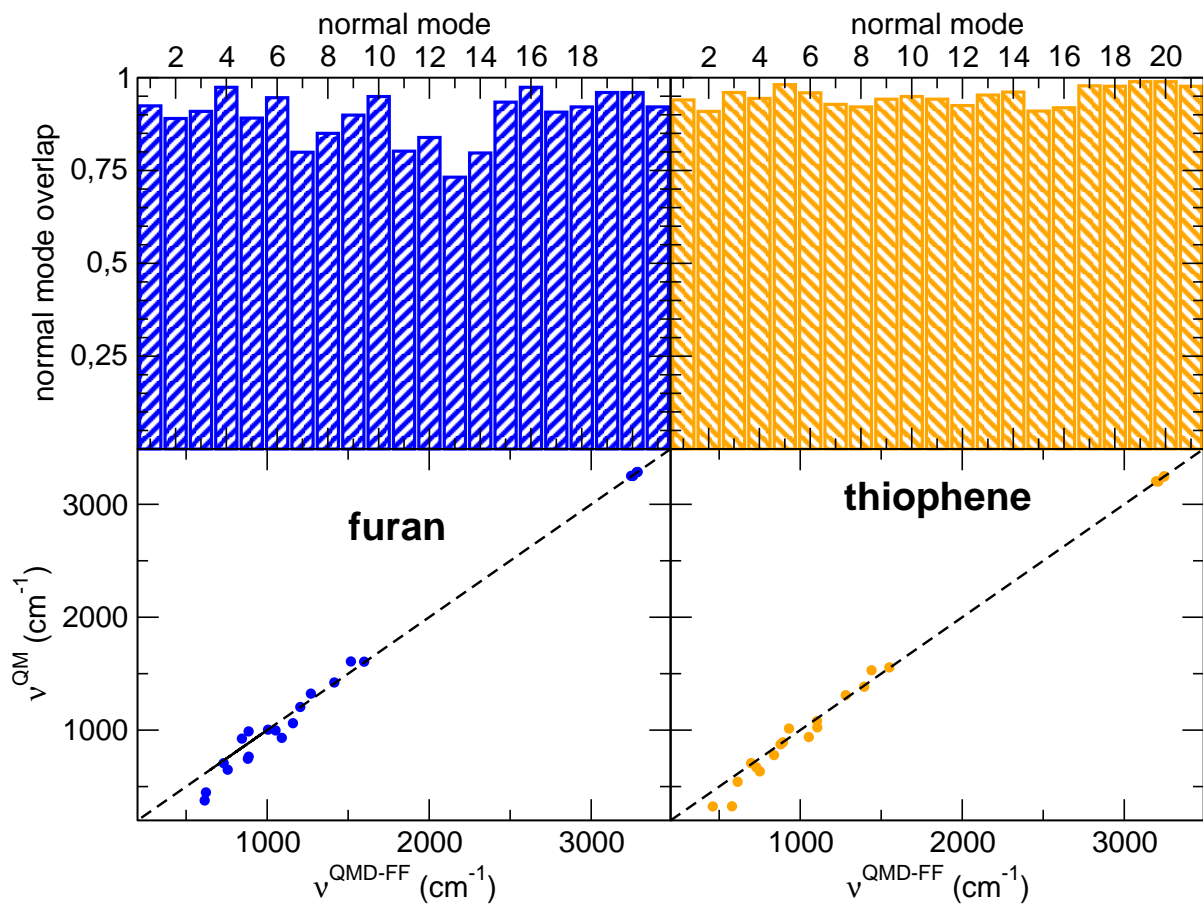 normal mode normal mode
2 4 6 8 10 12 14 16 18 2 4 6 8 10 12 14 16 18 20
1
0,75
0,5
0,25
normal mode overlap
furan thiophene
3000
2000
1000
ν^QM (cm^-1)
1000 2000 3000 1000 2000 3000
ν^QMD-FF (cm^-1) ν^QMD-FF (cm^-1)